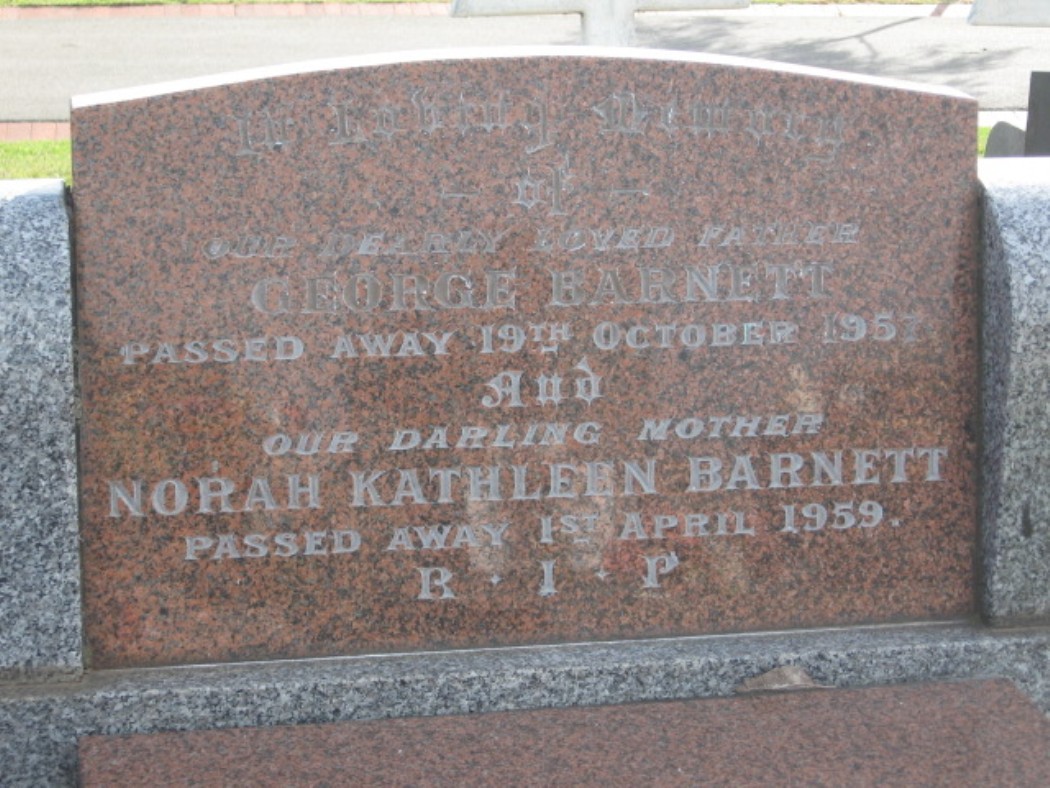 In Loving Memory
— of —
OUR DEARLY LOVED FATHER
GEORGE BARNETT
PASSED AWAY 19TH OCTOBER 1957
And
OUR DARLING MOTHER
NORAH KATHLEEN BARNETT
PASSED AWAY 1ST APRIL 1959.
R · I · P